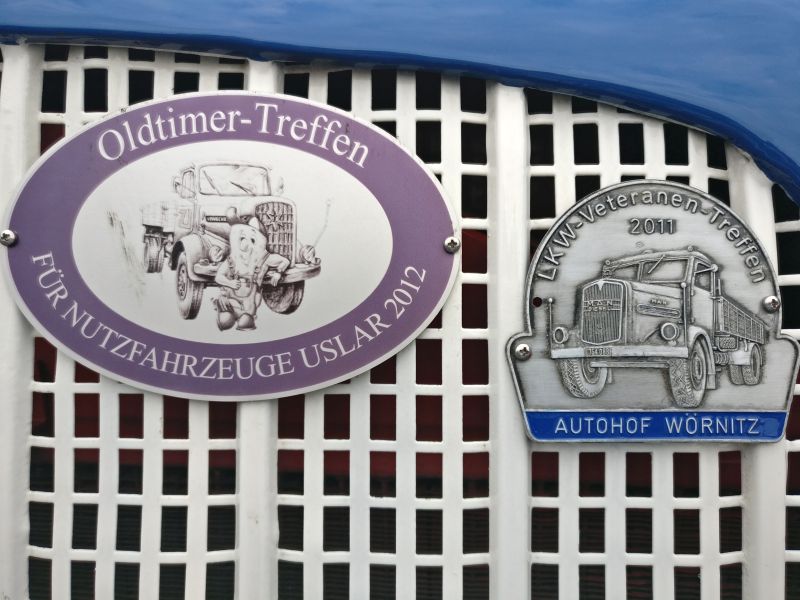 Oldtimer-Treffen
FÜR NUTZFAHRZEUGE USLAR 2012
LKW-Veteranen-Treffen
2011
M·A·N
AUTOHOF WÖRNITZ